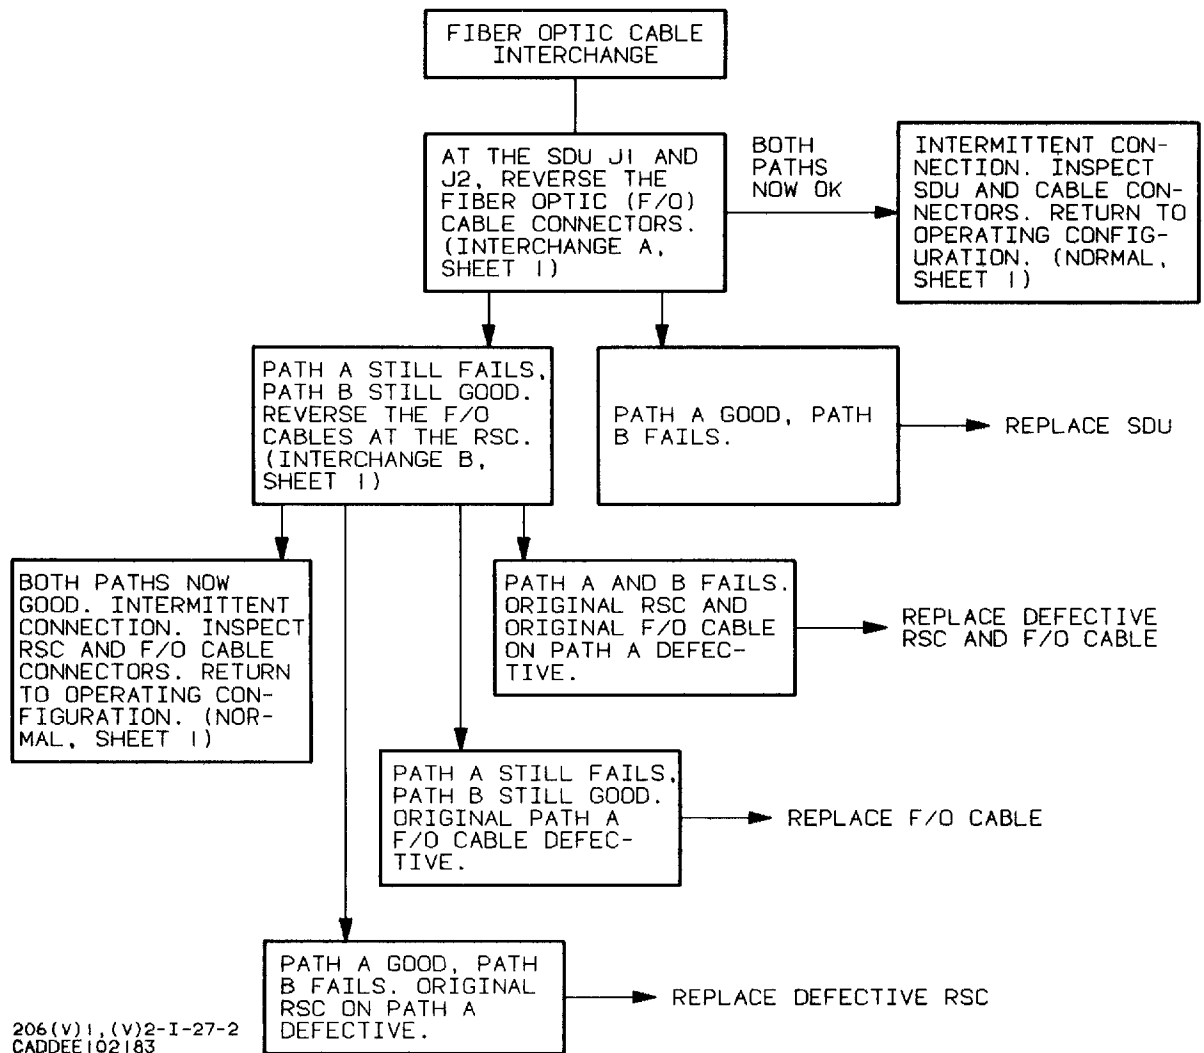 FIBER OPTIC CABLE
INTERCHANGE
AT THE SDU J1 AND
J2, REVERSE THE
FIBER OPTIC (F/O)
CABLE CONNECTORS.
(INTERCHANGE A,
SHEET 1)
BOTH
PATHS
NOW OK
INTERMITTENT CON-
NECTION. INSPECT
SDU AND CABLE CON-
NECTORS. RETURN TO
OPERATING CONFIG-
URATION. (NORMAL,
SHEET 1)
PATH A STILL FAILS,
PATH B STILL GOOD.
REVERSE THE F/O
CABLES AT THE RSC.
(INTERCHANGE B,
SHEET 1)
PATH A GOOD, PATH
B FAILS.
REPLACE SDU
BOTH PATHS NOW
GOOD. INTERMITTENT
CONNECTION. INSPECT
RSC AND F/O CABLE
CONNECTORS. RETURN
TO OPERATING CON-
FIGURATION. (NOR-
MAL, SHEET 1)
PATH A AND B FAILS.
ORIGINAL RSC AND
ORIGINAL F/O CABLE
ON PATH A DEFEC-
TIVE.
REPLACE DEFECTIVE
RSC AND F/O CABLE
PATH A STILL FAILS,
PATH B STILL GOOD.
ORIGINAL PATH A
F/O CABLE DEFEC-
TIVE.
REPLACE F/O CABLE
PATH A GOOD, PATH
B FAILS. ORIGINAL
RSC ON PATH A
DEFECTIVE.
REPLACE DEFECTIVE RSC
206(V)1,(V)2-I-27-2
CADDEE102183